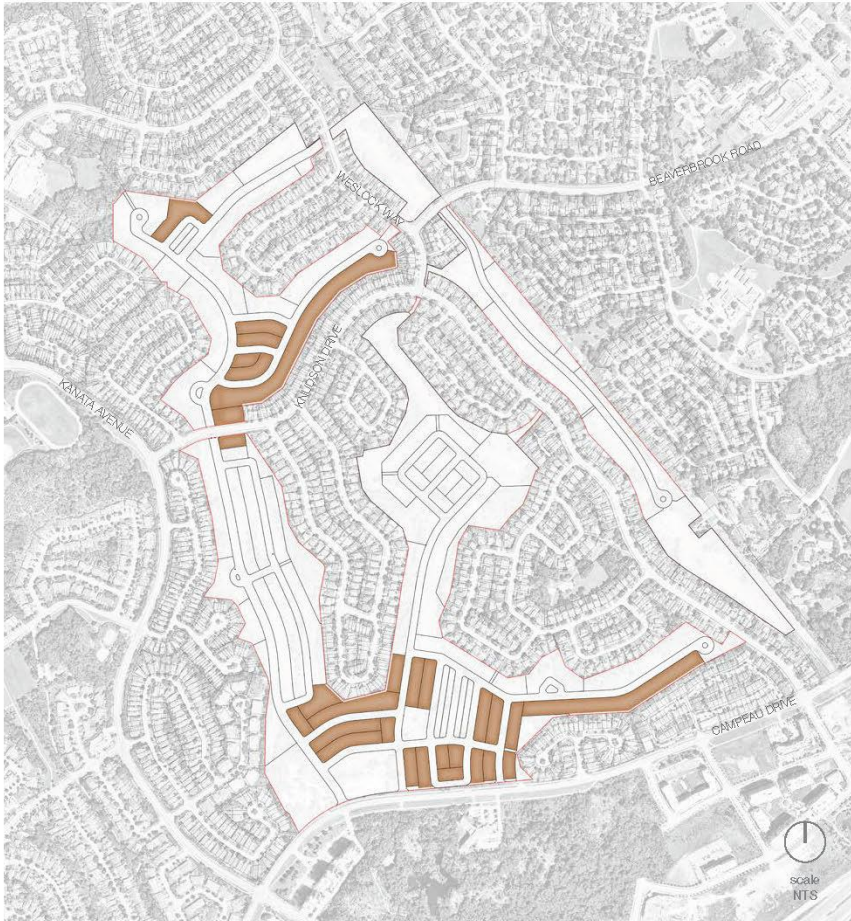 BEAVERBROOK ROAD
WESLOCK WAY
KNUDSON DRIVE
KANATA AVENUE
CAMPEAU DRIVE
scale
NTS